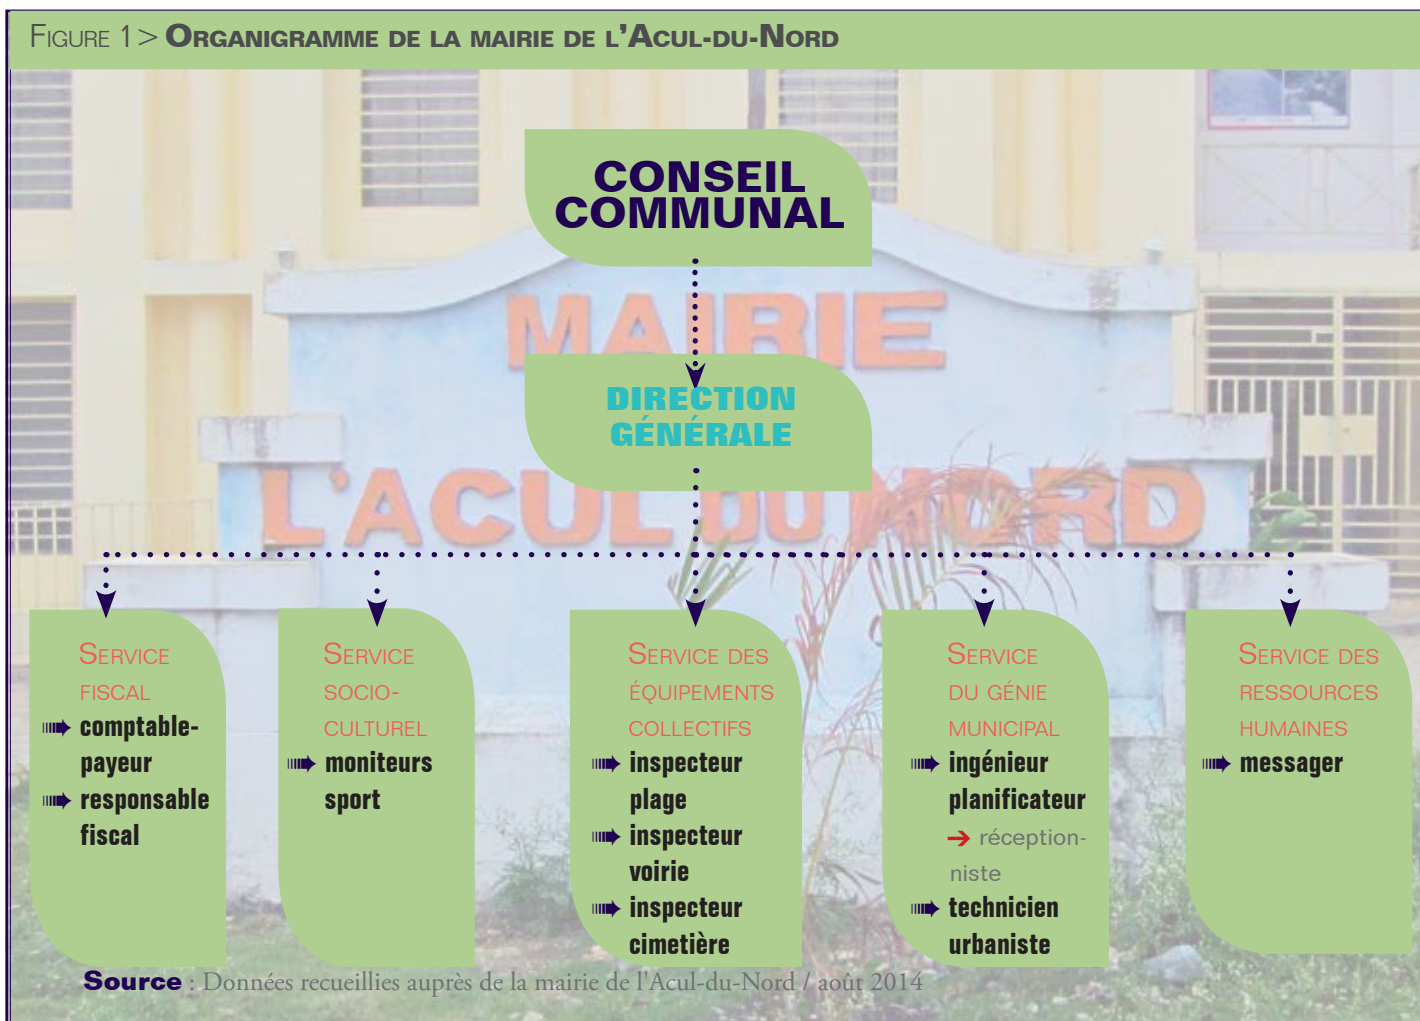 FIGURE 1 > ORGANIGRAMME DE LA MAIRIE DE L'ACUL-DU-NORD
CONSEIL
COMMUNAL
MAIRIE
DIRECTION
GÉNÉRALE
L'ACUL DU NORD
SERVICE
FISCAL
comptable-
payeur
responsable
fiscal
SERVICE
SOCIO-
CULTUREL
moniteurs
sport
SERVICE DES
ÉQUIPEMENTS
COLLECTIFS
inspecteur
plage
inspecteur
voirie
inspecteur
cimetière
SERVICE
DU GÉNIE
MUNICIPAL
ingénieur
planificateur
réception-
niste
technicien
urbaniste
SERVICE DES
RESSOURCES
HUMAINES
messager
Source : Données recueillies auprès de la mairie de l'Acul-du-Nord / août 2014